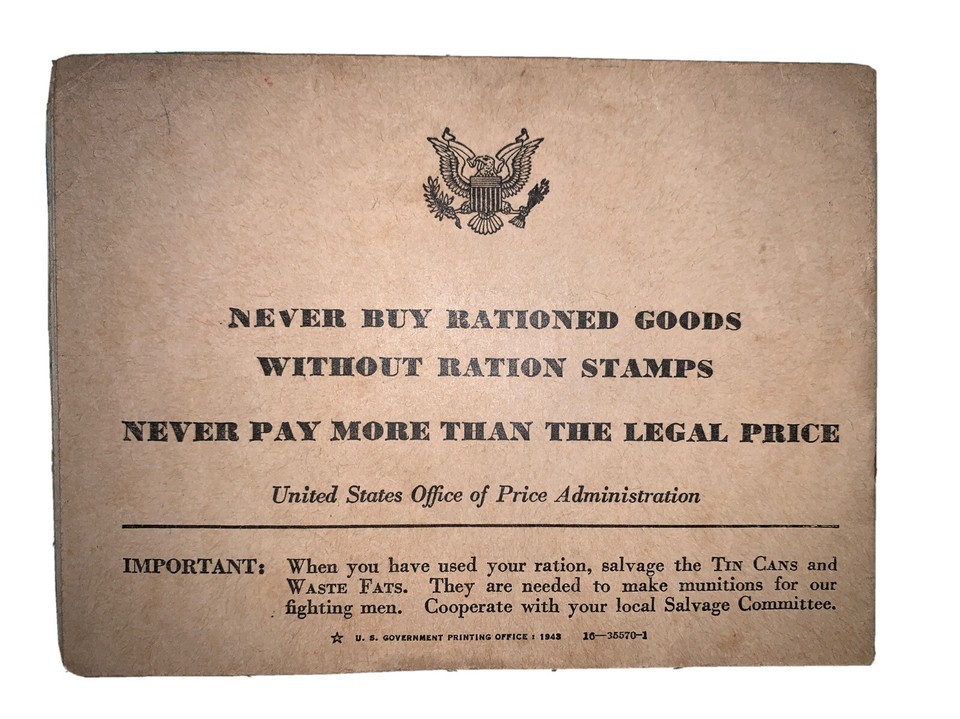 NEVER BUY RATIONED GOODS
WITHOUT RATION STAMPS
NEVER PAY MORE THAN THE LEGAL PRICE
United States Office of Price Administration
IMPORTANT: When you have used your ration, salvage the TIN CANS and
WASTE FATS. They are needed to make munitions for our
fighting men. Cooperate with your local Salvage Committee.
☆ U. S. GOVERNMENT PRINTING OFFICE : 1943 16—35570-1